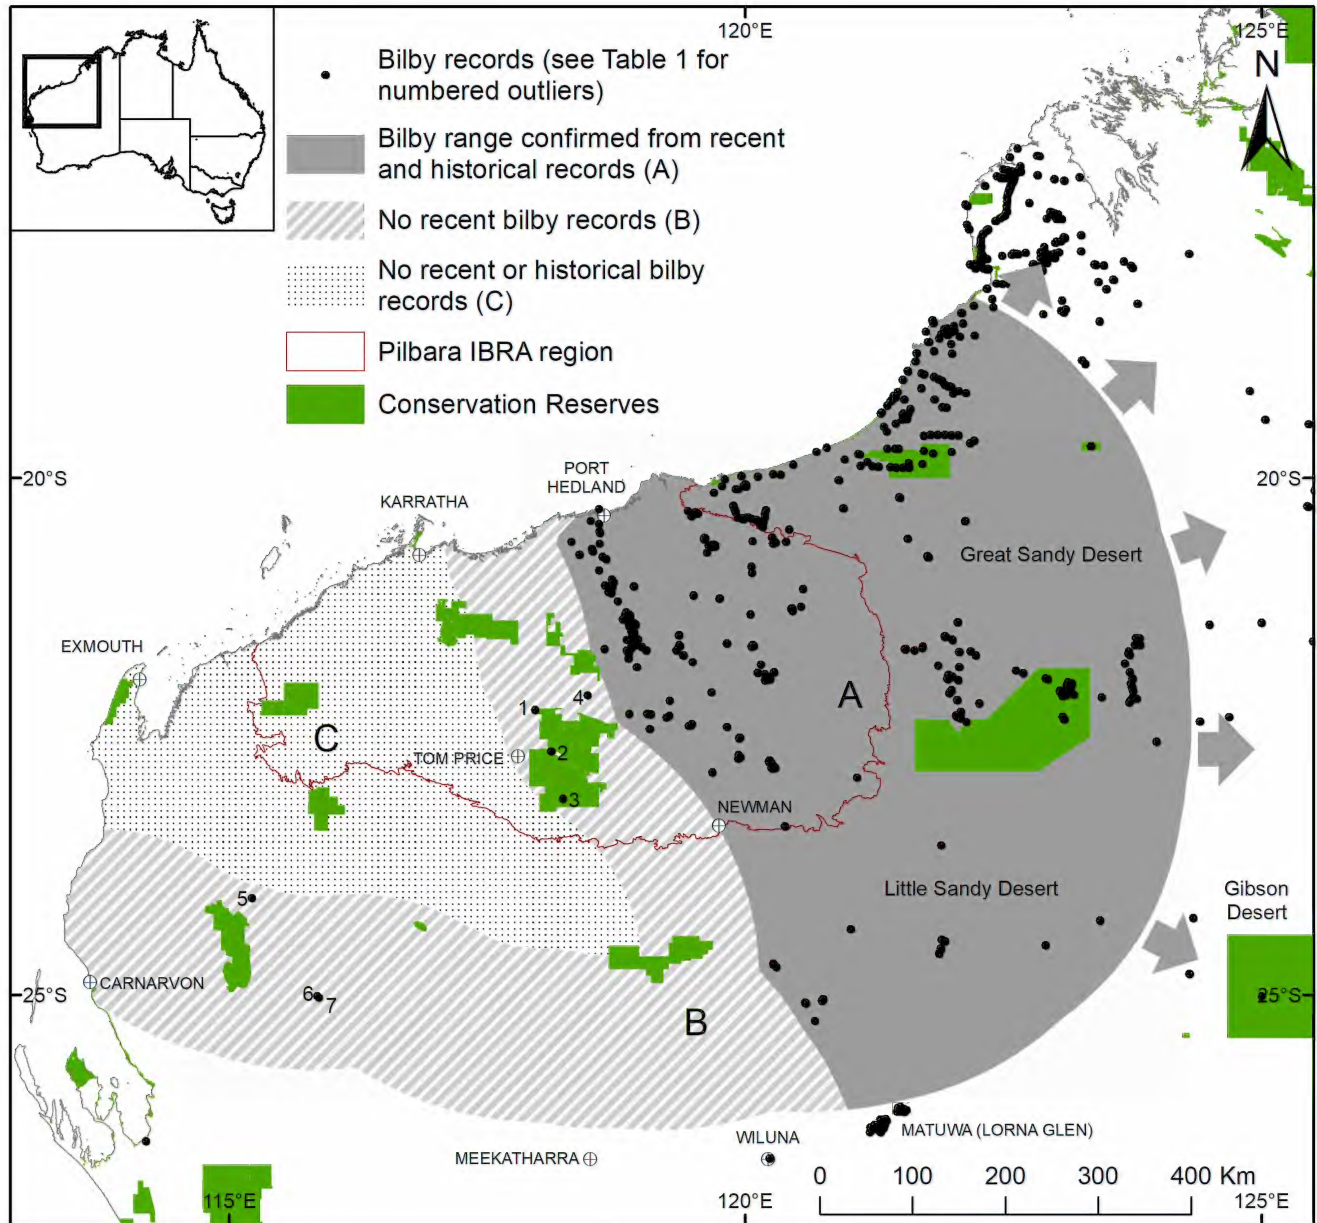 120°E
125°E
N
Bilby records (see Table 1 for
numbered outliers)
Bilby range confirmed from recent
and historical records (A)
No recent bilby records (B)
No recent or historical bilby
records (C)
Pilbara IBRA region
Conservation Reserves
20°S
20°S
PORT
HEDLAND
KARRATHA
Great Sandy Desert
EXMOUTH
4
1
A
C
2
TOM PRICE
3
NEWMAN
Little Sandy Desert
Gibson
Desert
5
CARNARVON
6
7
25°S
25°S
B
MATUWA (LORNA GLEN)
WILUNA
MEEKATHARRA
0 100 200 300 400 Km
115°E
120°E
125°E